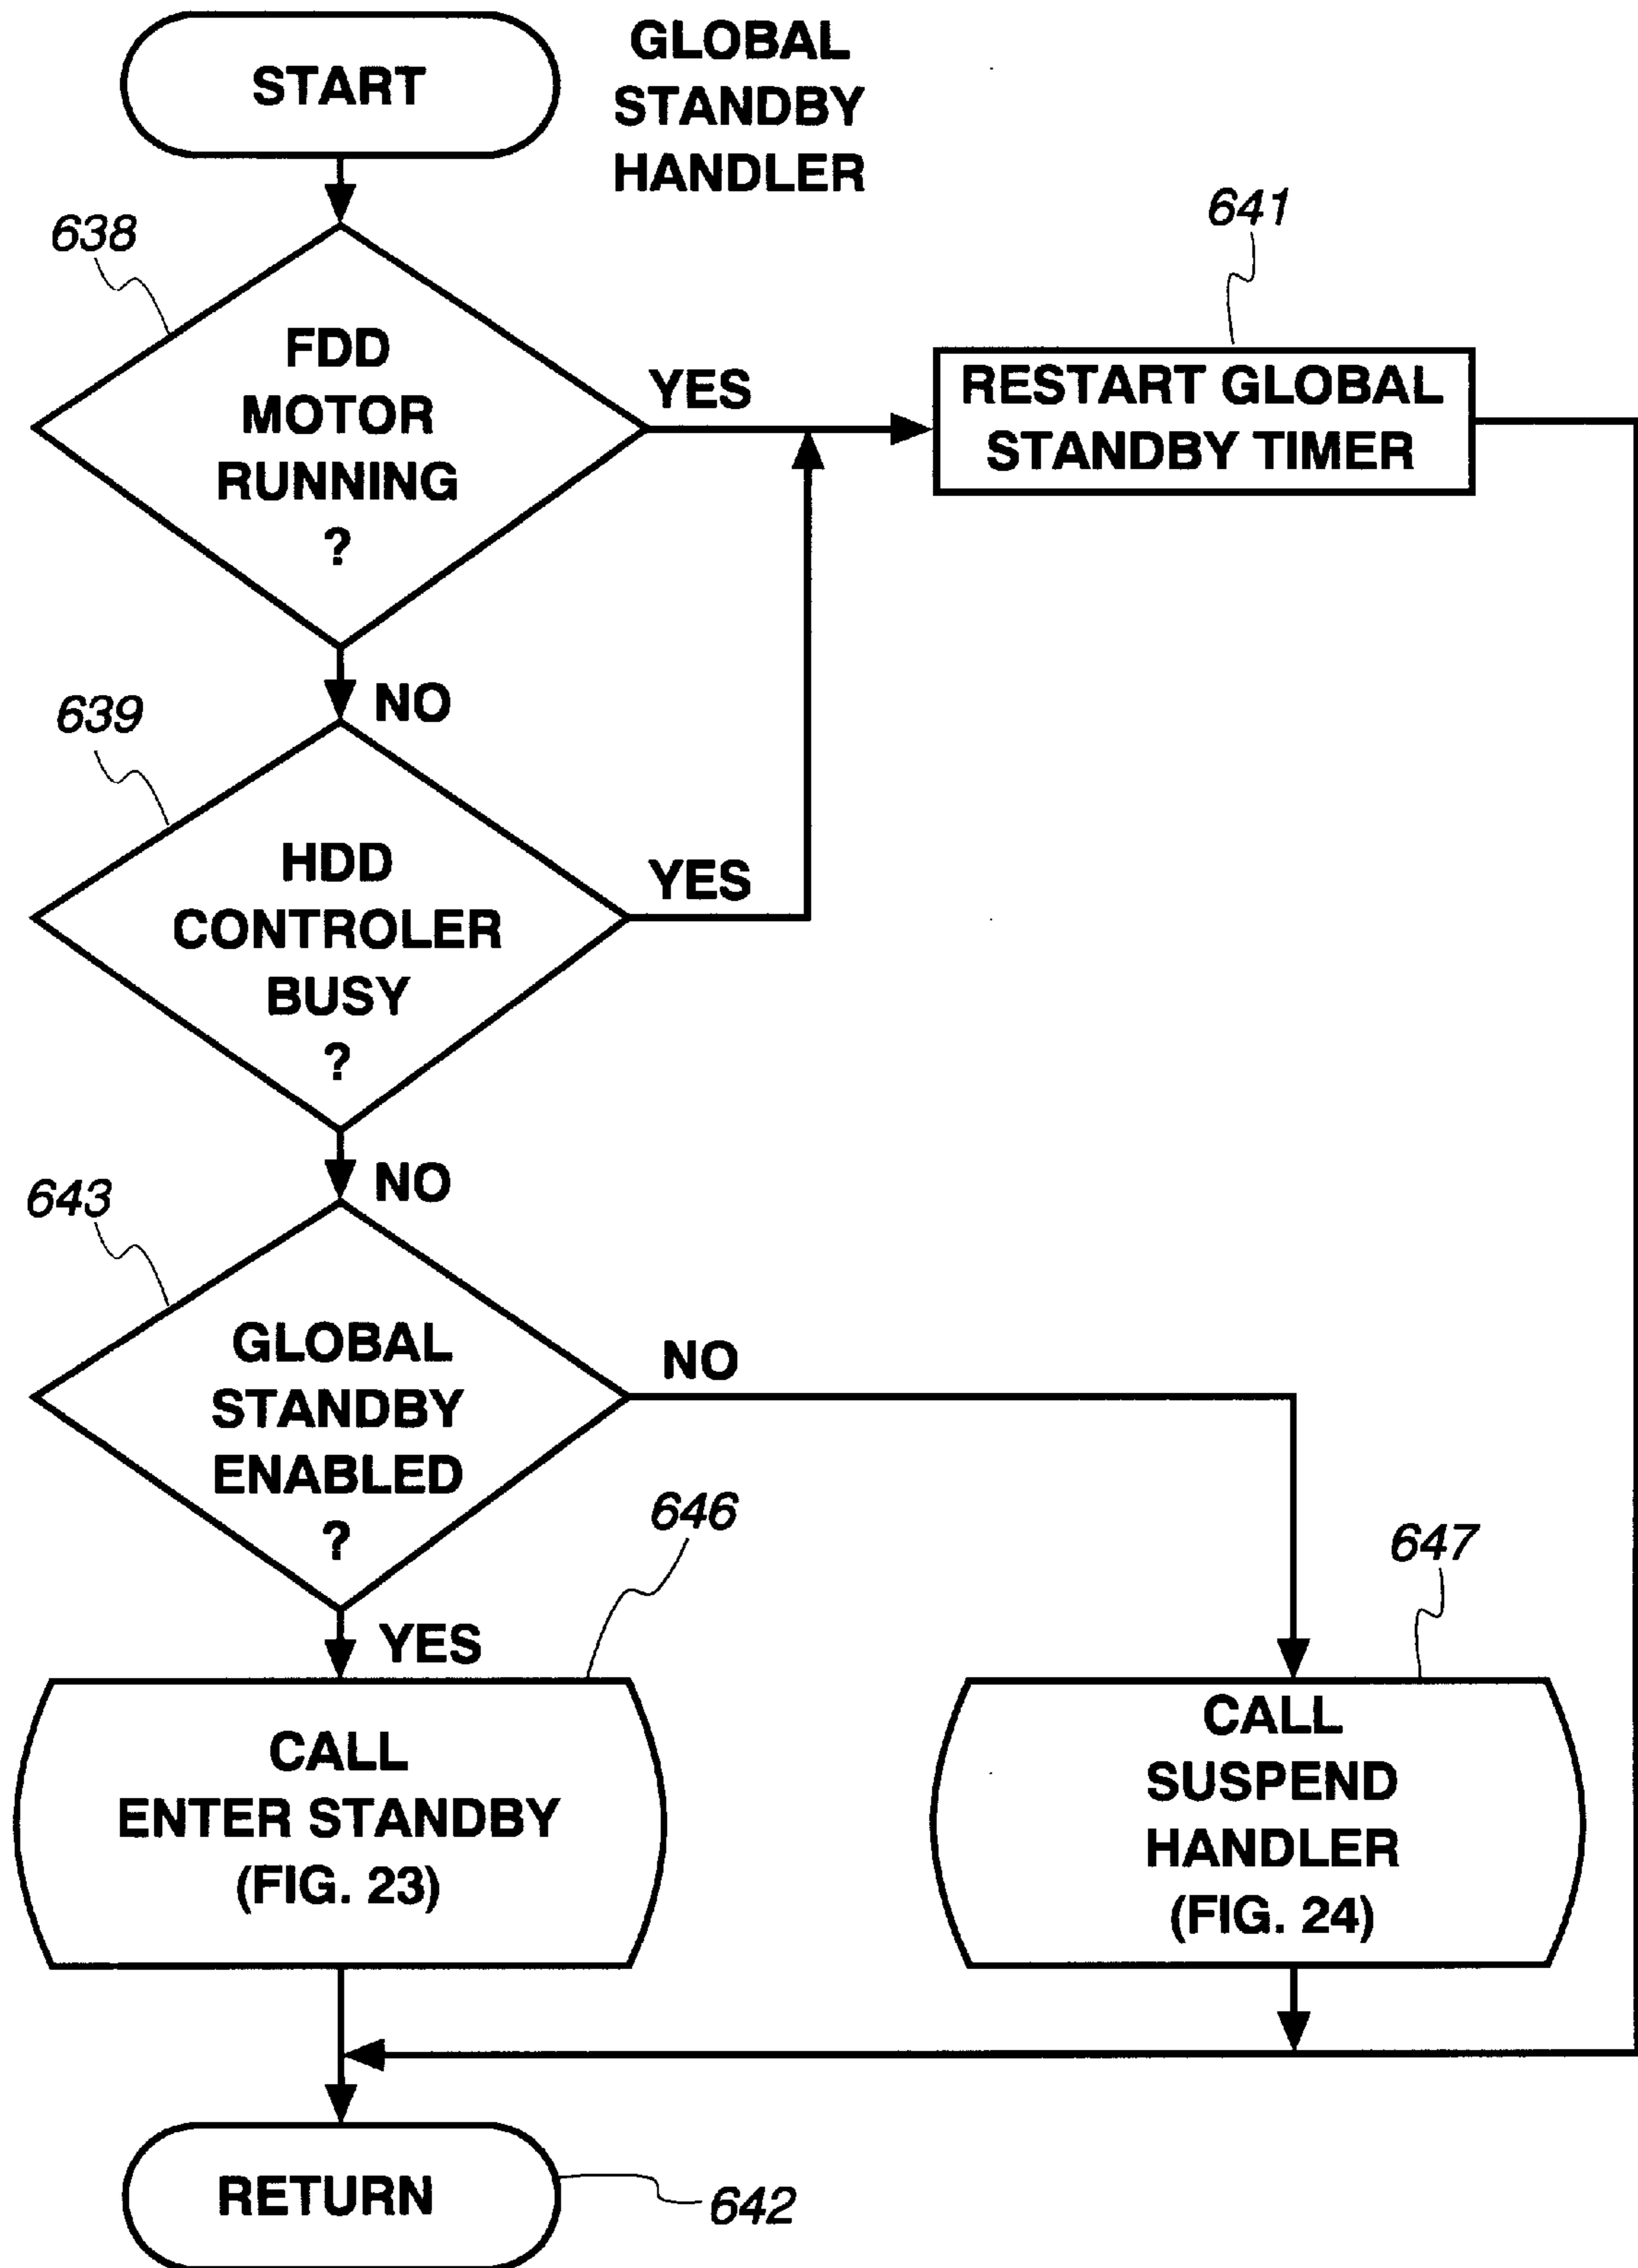 START
GLOBAL
STANDBY
HANDLER
638
FDD
MOTOR
RUNNING
?
YES
641
RESTART GLOBAL
STANDBY TIMER
NO
639
HDD
CONTROLER
BUSY
?
YES
NO
643
GLOBAL
STANDBY
ENABLED
?
NO
YES
646
CALL
ENTER STANDBY
(FIG. 23)
647
CALL
SUSPEND
HANDLER
(FIG. 24)
RETURN
642